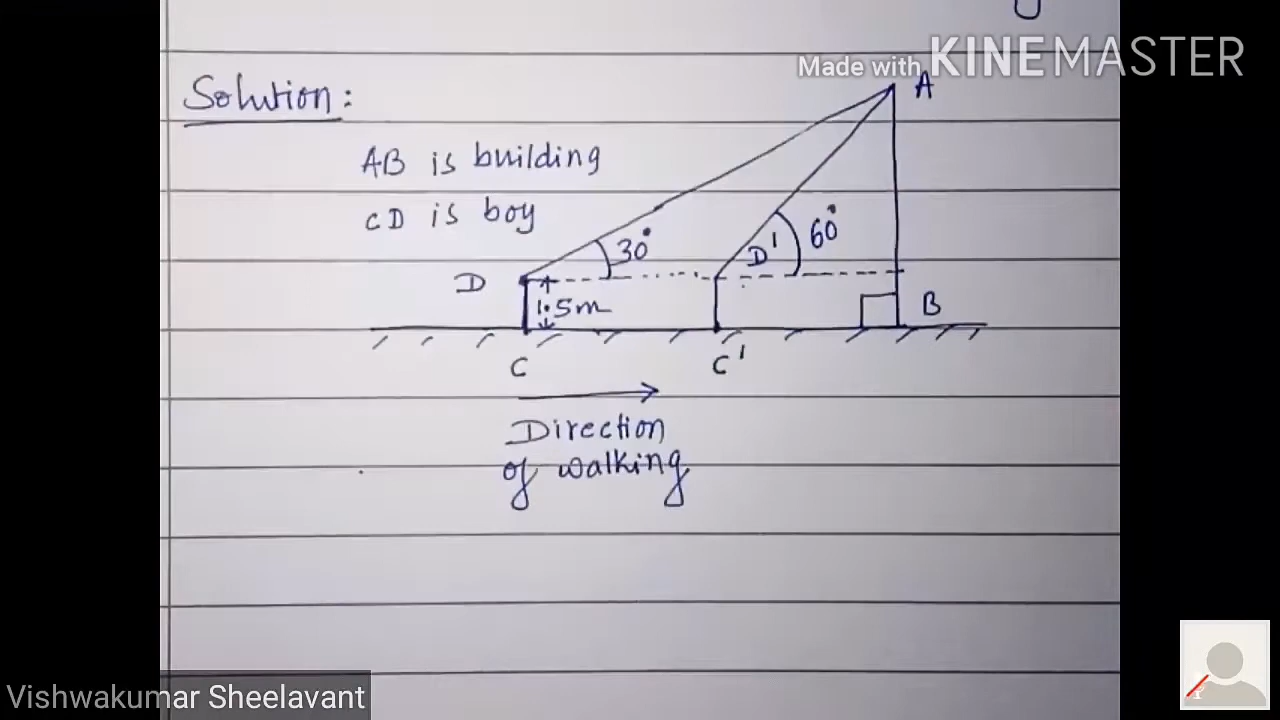 Made with KINEMASTER
Solution:
A
AB is building
CD is boy
30°
D'
60°
D
1.5m
B
C
C'
Direction
of walking
Vishwakumar Sheelavant